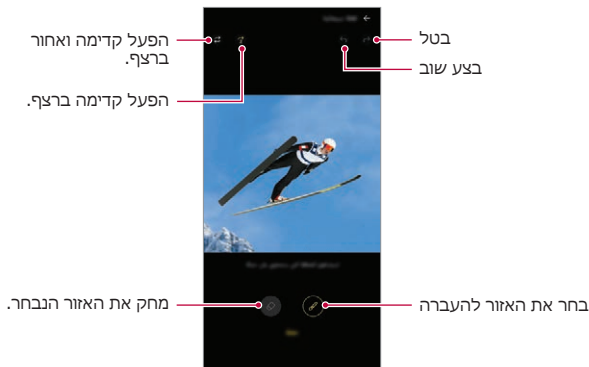 בטל
בצע שוב
הפעל קדימה ואחור
ברצף.
הפעל קדימה ברצף.
בחר את האזור להעברה
מחק את האזור הנבחר.